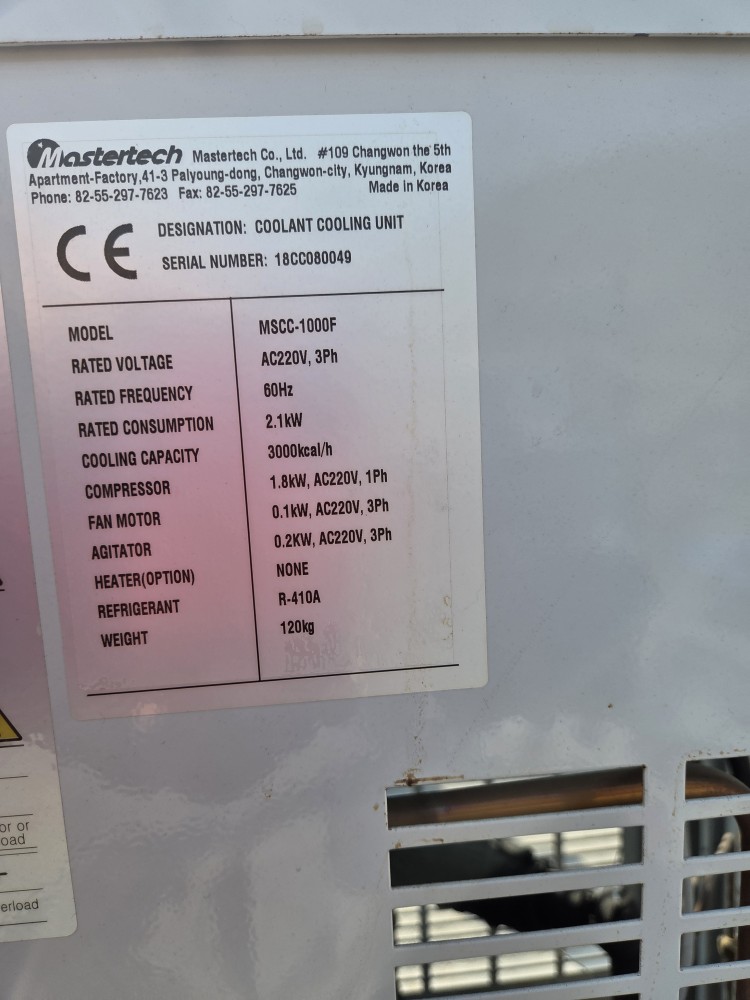 Mastertech Mastertech Co., Ltd. #109 Changwon the 5th
Apartment-Factory,41-3 Palyoung-dong, Changwon-city, Kyungnam, Korea
Phone: 82-55-297-7623 Fax: 82-55-297-7625 Made in Korea
CE
DESIGNATION: COOLANT COOLING UNIT
SERIAL NUMBER: 18CC080049
MODEL MSCC-1000F
RATED VOLTAGE AC220V, 3Ph
RATED FREQUENCY 60Hz
RATED CONSUMPTION 2.1kW
COOLING CAPACITY 3000kcal/h
COMPRESSOR 1.8kW, AC220V, 1Ph
FAN MOTOR 0.1kW, AC220V, 3Ph
AGITATOR 0.2KW, AC220V, 3Ph
HEATER(OPTION) NONE
REFRIGERANT R-410A
WEIGHT 120kg
or or
oad
erload